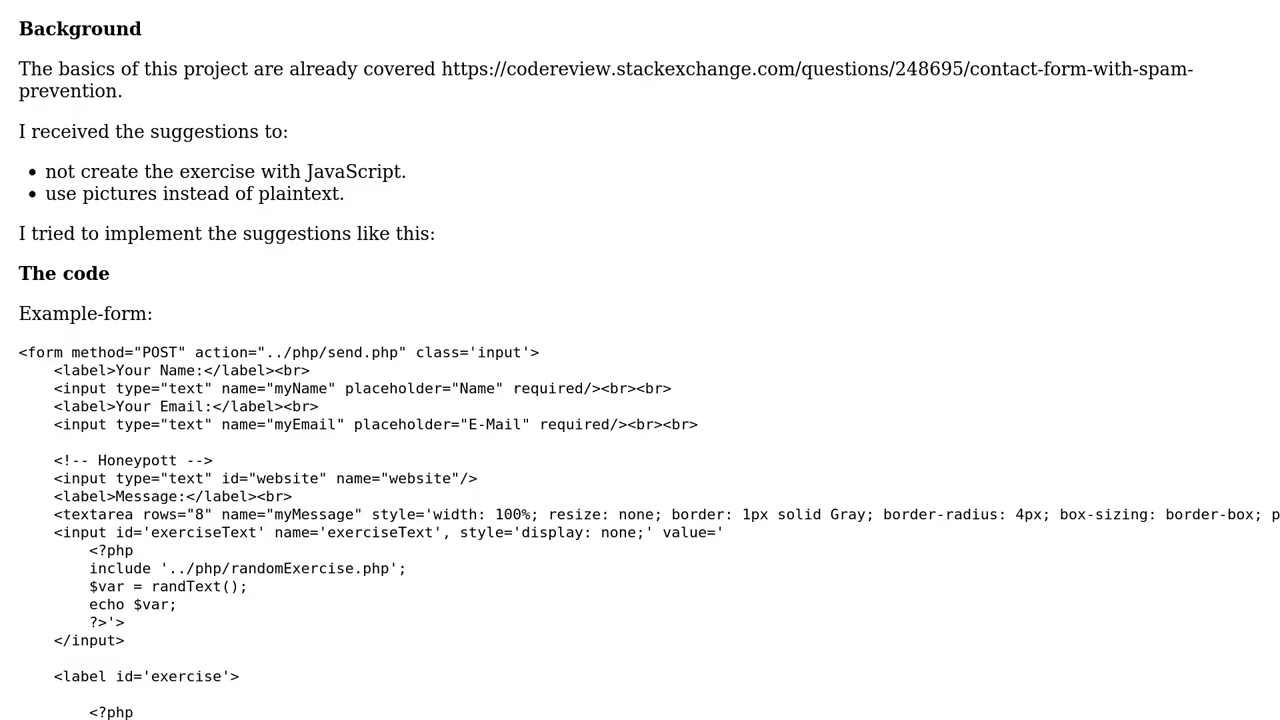 Background
The basics of this project are already covered https://codereview.stackexchange.com/questions/248695/contact-form-with-spam-
prevention.
I received the suggestions to:
• not create the exercise with JavaScript.
• use pictures instead of plaintext.
I tried to implement the suggestions like this:
The code
Example-form:
<form method="POST" action="../php/send.php" class='input'>
    <label>Your Name:</label><br>
    <input type="text" name="myName" placeholder="Name" required/><br><br>
    <label>Your Email:</label><br>
    <input type="text" name="myEmail" placeholder="E-Mail" required/><br><br>
    <!-- Honeypott -->
    <input type="text" id="website" name="website"/>
    <label>Message:</label><br>
    <textarea rows="8" name="myMessage" style='width: 100%; resize: none; border: 1px solid Gray; border-radius: 4px; box-sizing: border-box; p
    <input id='exerciseText' name='exerciseText', style='display: none;' value='
        <?php
        include '../php/randomExercise.php';
        $var = randText();
        echo $var;
        ?>'>
    </input>
    <label id='exercise'>
        <?php